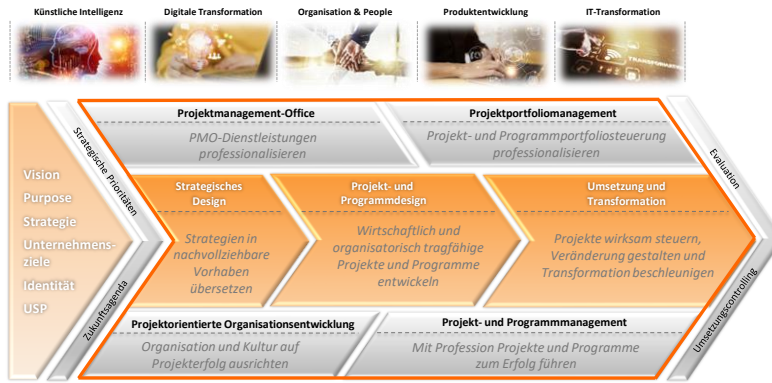 Künstliche Intelligenz
Digitale Transformation
Organisation & People
Produktentwicklung
IT-Transformation
TRANSFORMATION
Vision
Purpose
Strategie
Unternehmens-
ziele
Identität
USP
Strategische Prioritäten
Zukunftsagenda
Projektmanagement-Office
PMO-Dienstleistungen
professionalisieren
Projektportfoliomanagement
Projekt- und Programmportfoliosteuerung
professionalisieren
Strategisches
Design
Strategien in
nachvollziehbare
Vorhaben
übersetzen
Projekt- und
Programmdesign
Wirtschaftlich und
organisatorisch tragfähige
Projekte und Programme
entwickeln
Umsetzung und
Transformation
Projekte wirksam steuern,
Veränderung gestalten und
Transformation beschleunigen
Projektorientierte Organisationsentwicklung
Organisation und Kultur auf
Projekterfolg ausrichten
Projekt- und Programmmanagement
Mit Profession Projekte und Programme
zum Erfolg führen
Evaluation
Umsetzungscontrolling